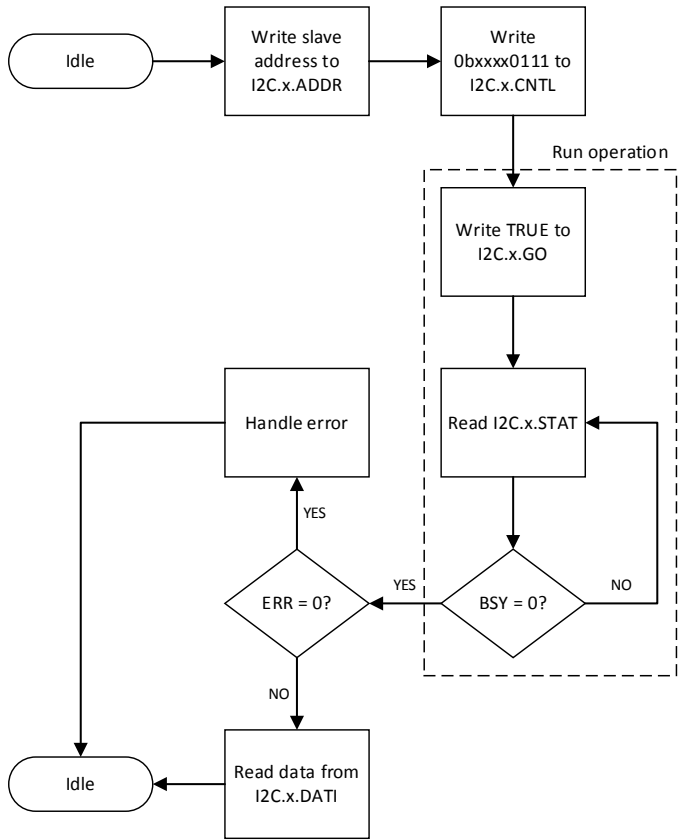 Idle
Write slave
address to
I2C.x.ADDR
Write
0bxxxx0111 to
I2C.x.CNTL
Run operation
Write TRUE to
I2C.x.GO
Handle error
Read I2C.x.STAT
YES
ERR = 0?
YES
BSY = 0?
NO
NO
Idle
Read data from
I2C.x.DATI